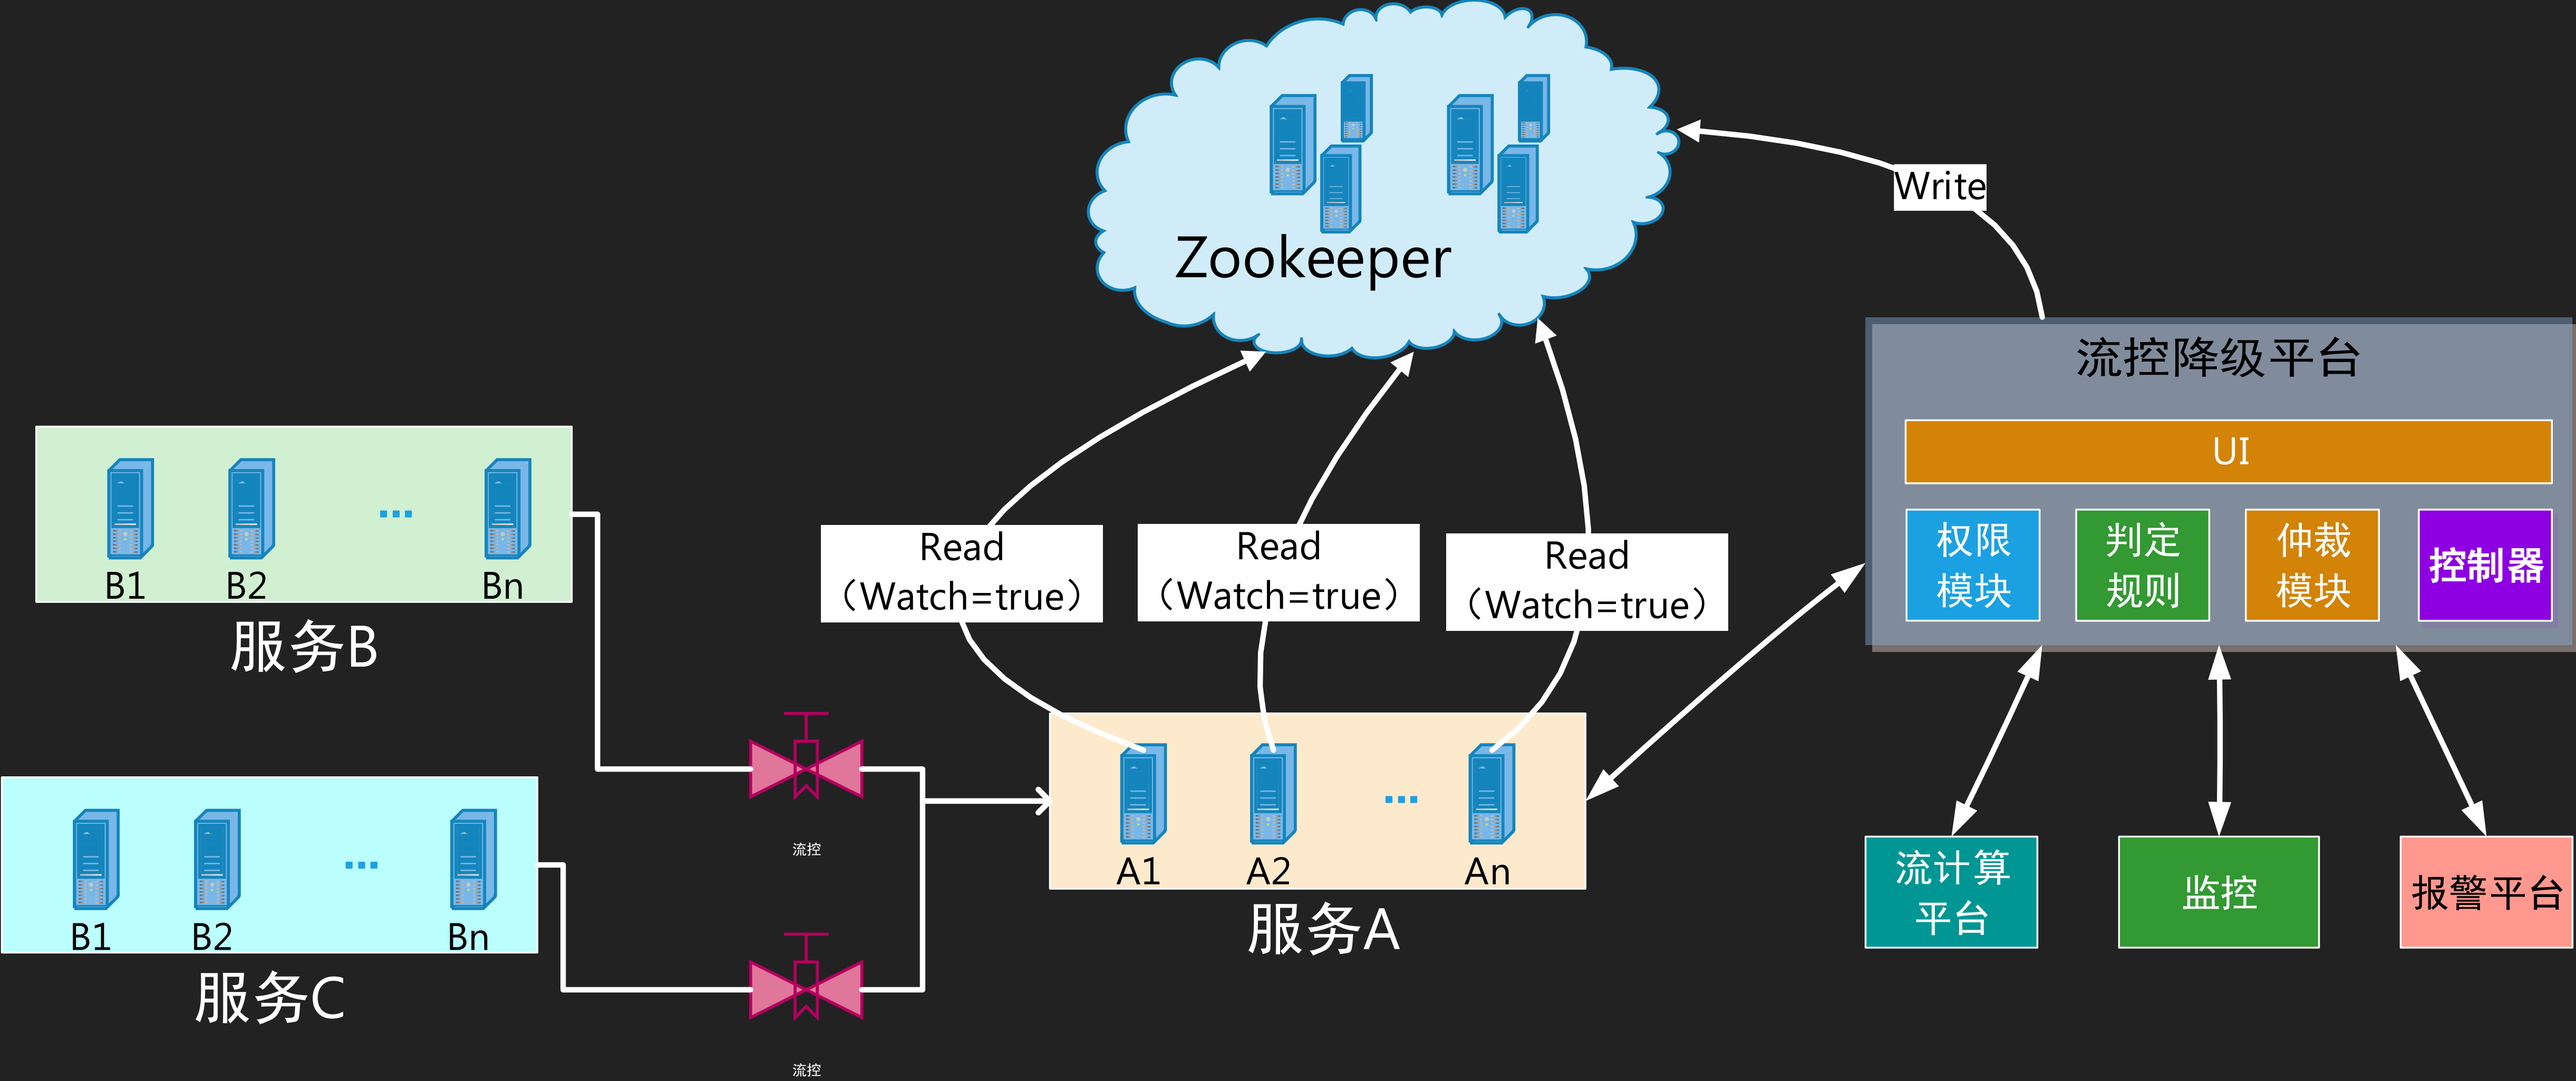 Zookeeper
Write
流控降级平台
UI
权限
模块
判定
规则
仲裁
模块
控制器
Read
（Watch=true）
Read
（Watch=true）
Read
（Watch=true）
B1
B2
...
Bn
服务B
B1
B2
...
Bn
服务C
流控
流控
A1
A2
...
An
服务A
流计算
平台
监控
报警平台